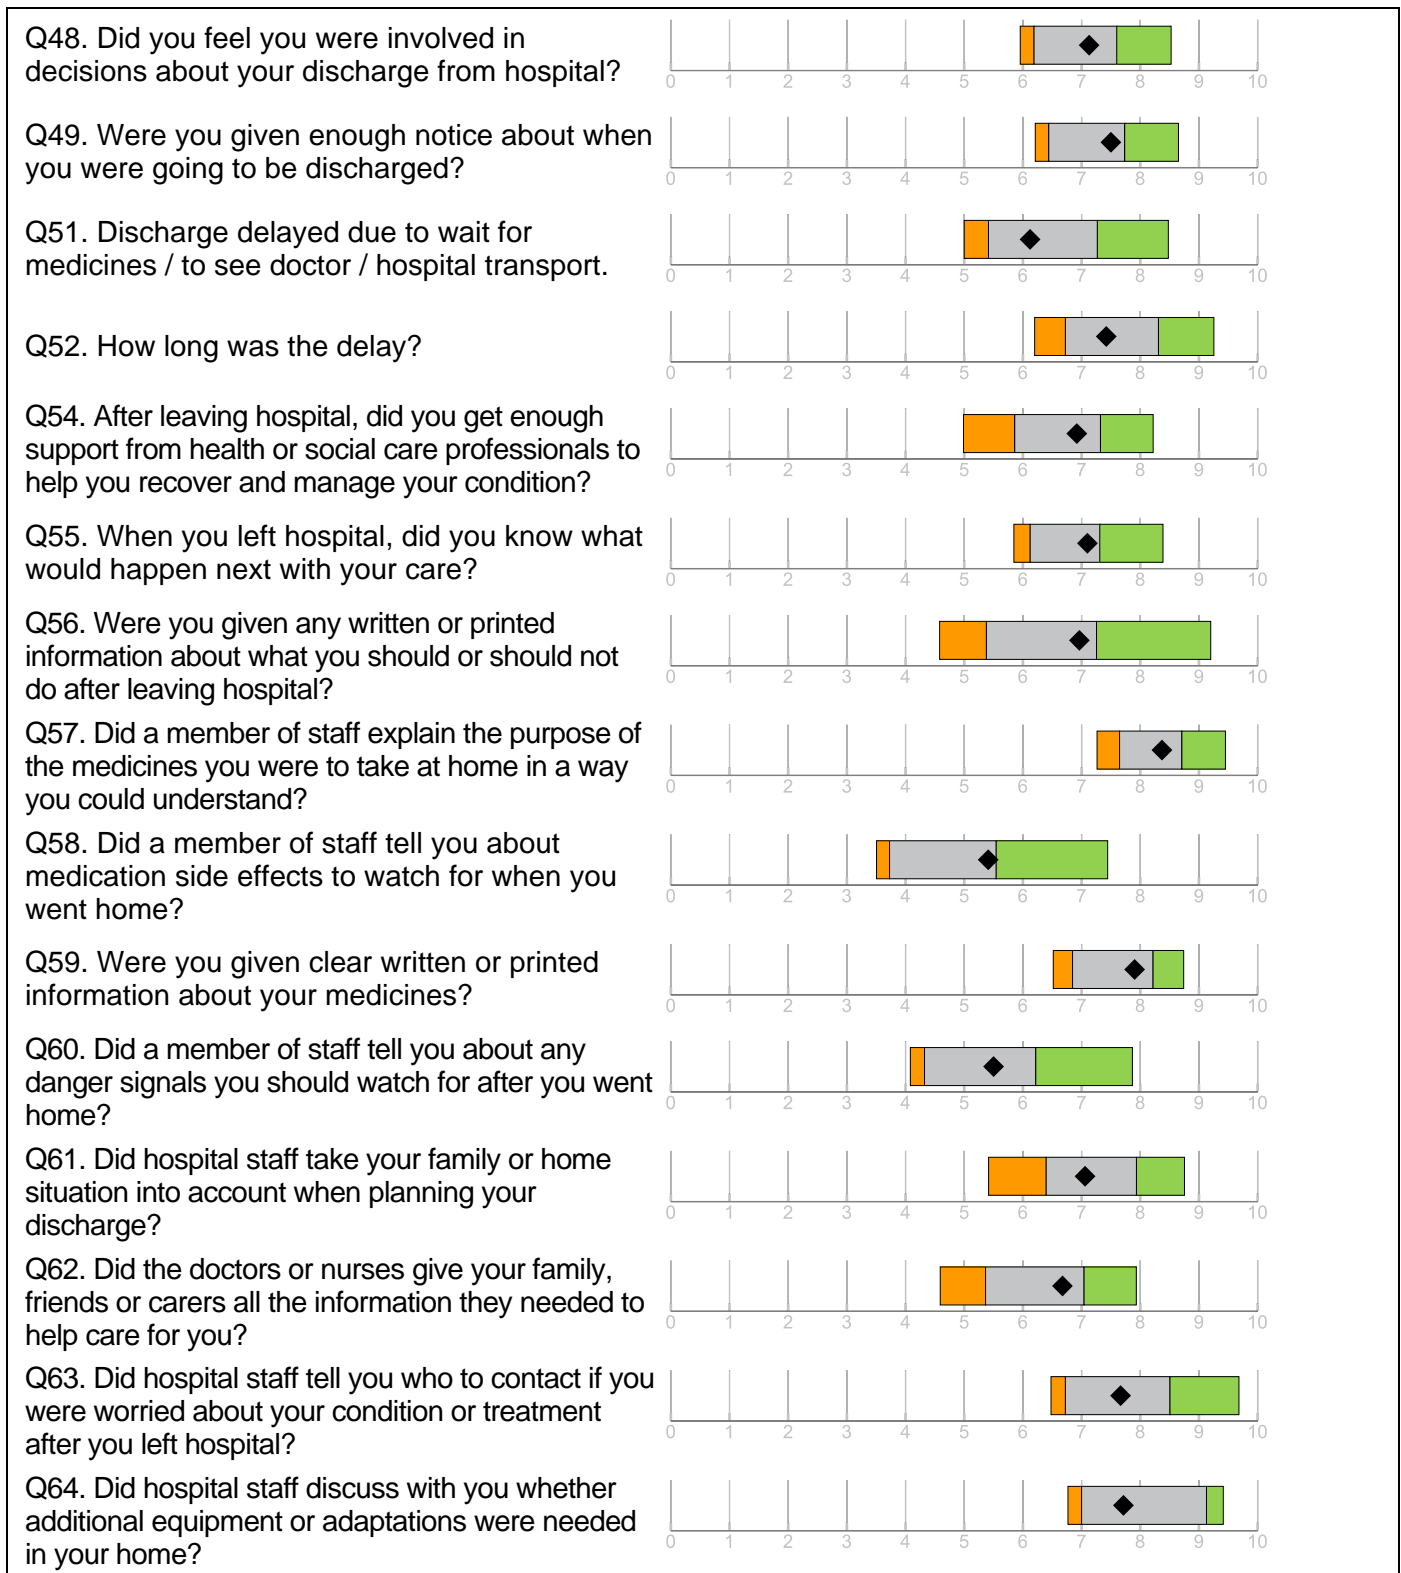 Q48. Did you feel you were involved in
decisions about your discharge from hospital?
0 1 2 3 4 5 6 7 8 9 10
Q49. Were you given enough notice about when
you were going to be discharged?
0 1 2 3 4 5 6 7 8 9 10
Q51. Discharge delayed due to wait for
medicines / to see doctor / hospital transport.
0 1 2 3 4 5 6 7 8 9 10
Q52. How long was the delay?
0 1 2 3 4 5 6 7 8 9 10
Q54. After leaving hospital, did you get enough
support from health or social care professionals to
help you recover and manage your condition?
0 1 2 3 4 5 6 7 8 9 10
Q55. When you left hospital, did you know what
would happen next with your care?
0 1 2 3 4 5 6 7 8 9 10
Q56. Were you given any written or printed
information about what you should or should not
do after leaving hospital?
0 1 2 3 4 5 6 7 8 9 10
Q57. Did a member of staff explain the purpose of
the medicines you were to take at home in a way
you could understand?
0 1 2 3 4 5 6 7 8 9 10
Q58. Did a member of staff tell you about
medication side effects to watch for when you
went home?
0 1 2 3 4 5 6 7 8 9 10
Q59. Were you given clear written or printed
information about your medicines?
0 1 2 3 4 5 6 7 8 9 10
Q60. Did a member of staff tell you about any
danger signals you should watch for after you went
home?
0 1 2 3 4 5 6 7 8 9 10
Q61. Did hospital staff take your family or home
situation into account when planning your
discharge?
0 1 2 3 4 5 6 7 8 9 10
Q62. Did the doctors or nurses give your family,
friends or carers all the information they needed to
help care for you?
0 1 2 3 4 5 6 7 8 9 10
Q63. Did hospital staff tell you who to contact if you
were worried about your condition or treatment
after you left hospital?
0 1 2 3 4 5 6 7 8 9 10
Q64. Did hospital staff discuss with you whether
additional equipment or adaptations were needed
in your home?
0 1 2 3 4 5 6 7 8 9 10